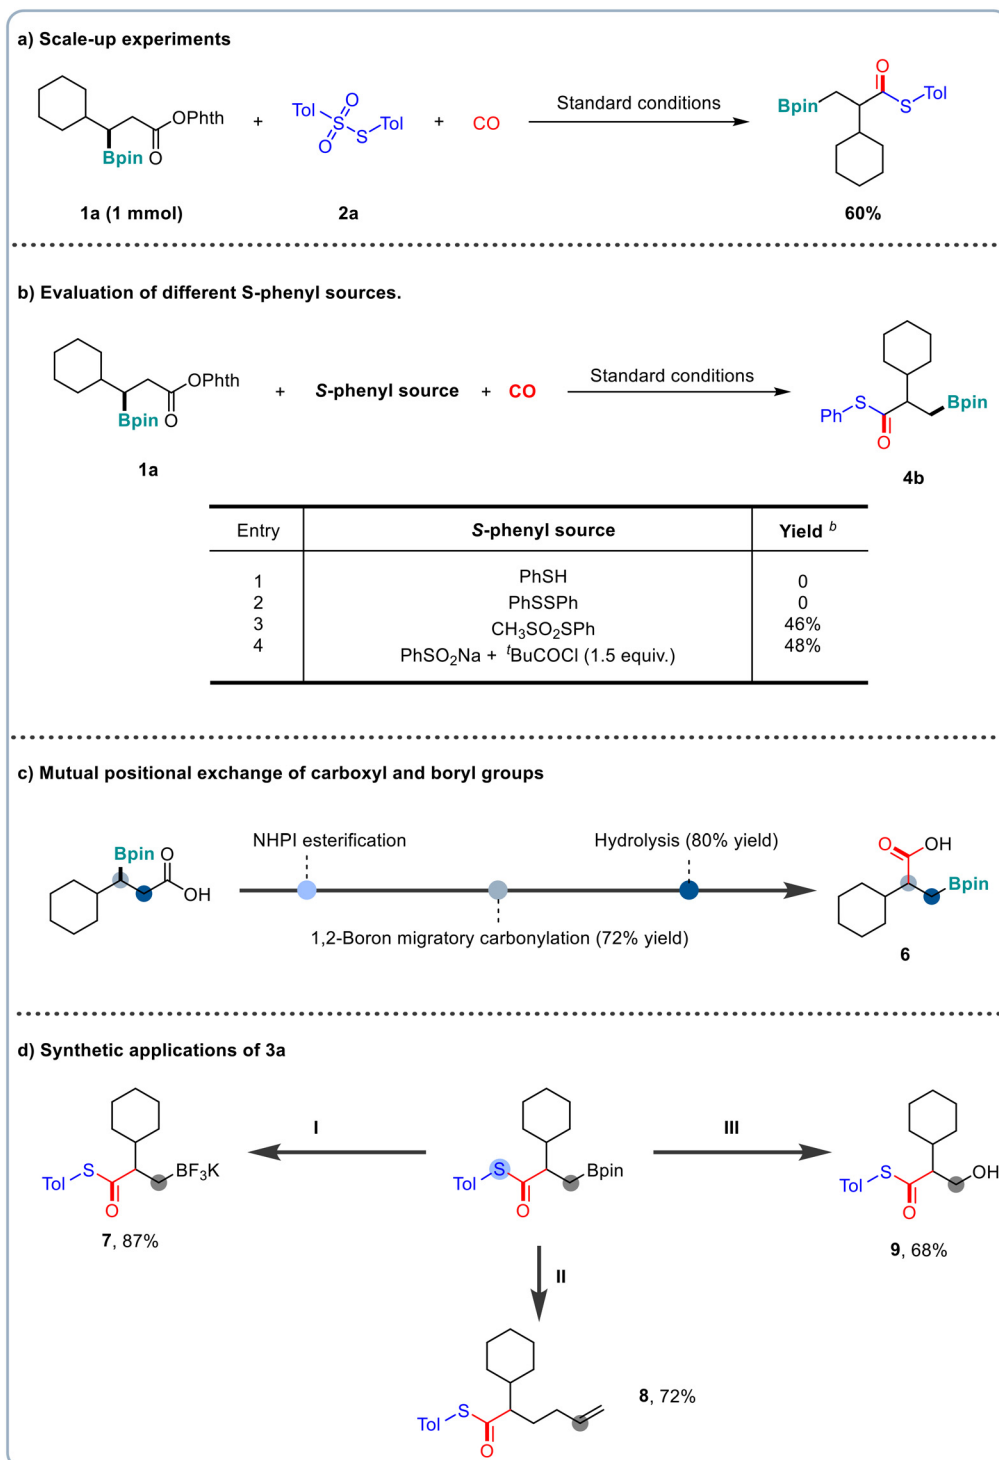 a) Scale-up experiments
OPhth
Bpin
O
1a (1 mmol)
+
Tol
O
S
O
S
Tol
2a
+
CO
Standard conditions
Bpin
O
S
Tol
60%
b) Evaluation of different S-phenyl sources.
OPhth
Bpin
O
1a
+
S-phenyl source
+
CO
Standard conditions
Ph
S
O
Bpin
4b
Entry S-phenyl source Yield b
1 PhSH 0
2 PhSSPh 0
3 CH3SO2SPh 46%
4 PhSO2Na + tBuCOCl (1.5 equiv.) 48%
c) Mutual positional exchange of carboxyl and boryl groups
Bpin
O
OH
NHPI esterification
Hydrolysis (80% yield)
1,2-Boron migratory carbonylation (72% yield)
O
OH
Bpin
6
d) Synthetic applications of 3a
Tol
S
O
BF3K
7, 87%
I
Tol
S
O
Bpin
III
Tol
S
O
OH
9, 68%
II
Tol
S
O
8, 72%